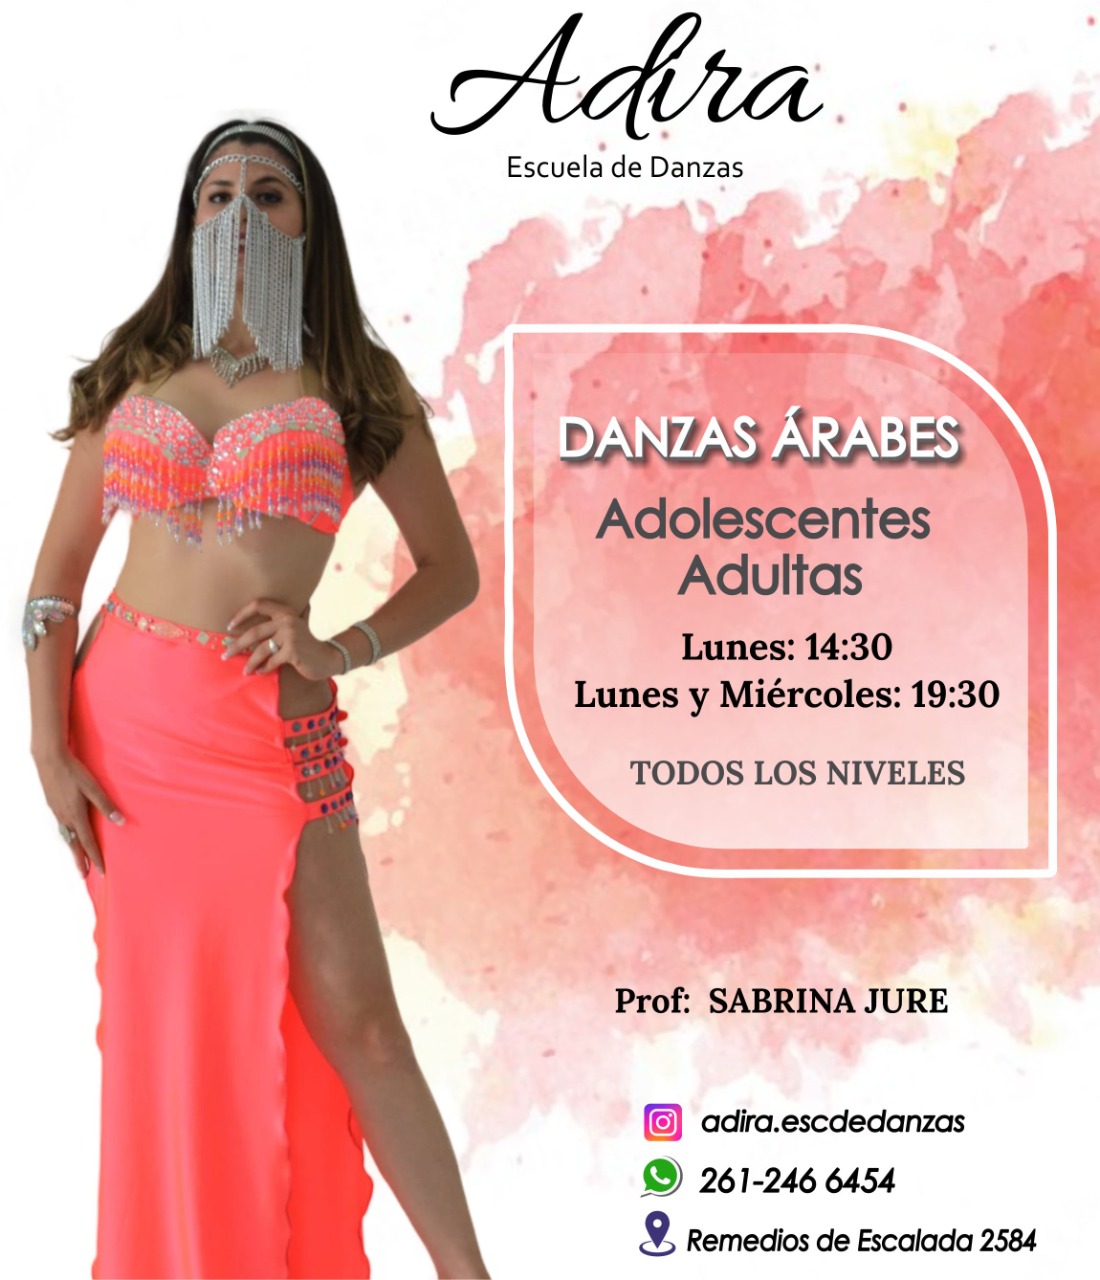 Adira
Escuela de Danzas
DANZAS ÁRABES
Adolescentes
Adultas
Lunes: 14:30
Lunes y Miércoles: 19:30
TODOS LOS NIVELES
Prof: SABRINA JURE
adira.escdedanzas
261-246 6454
Remedios de Escalada 2584